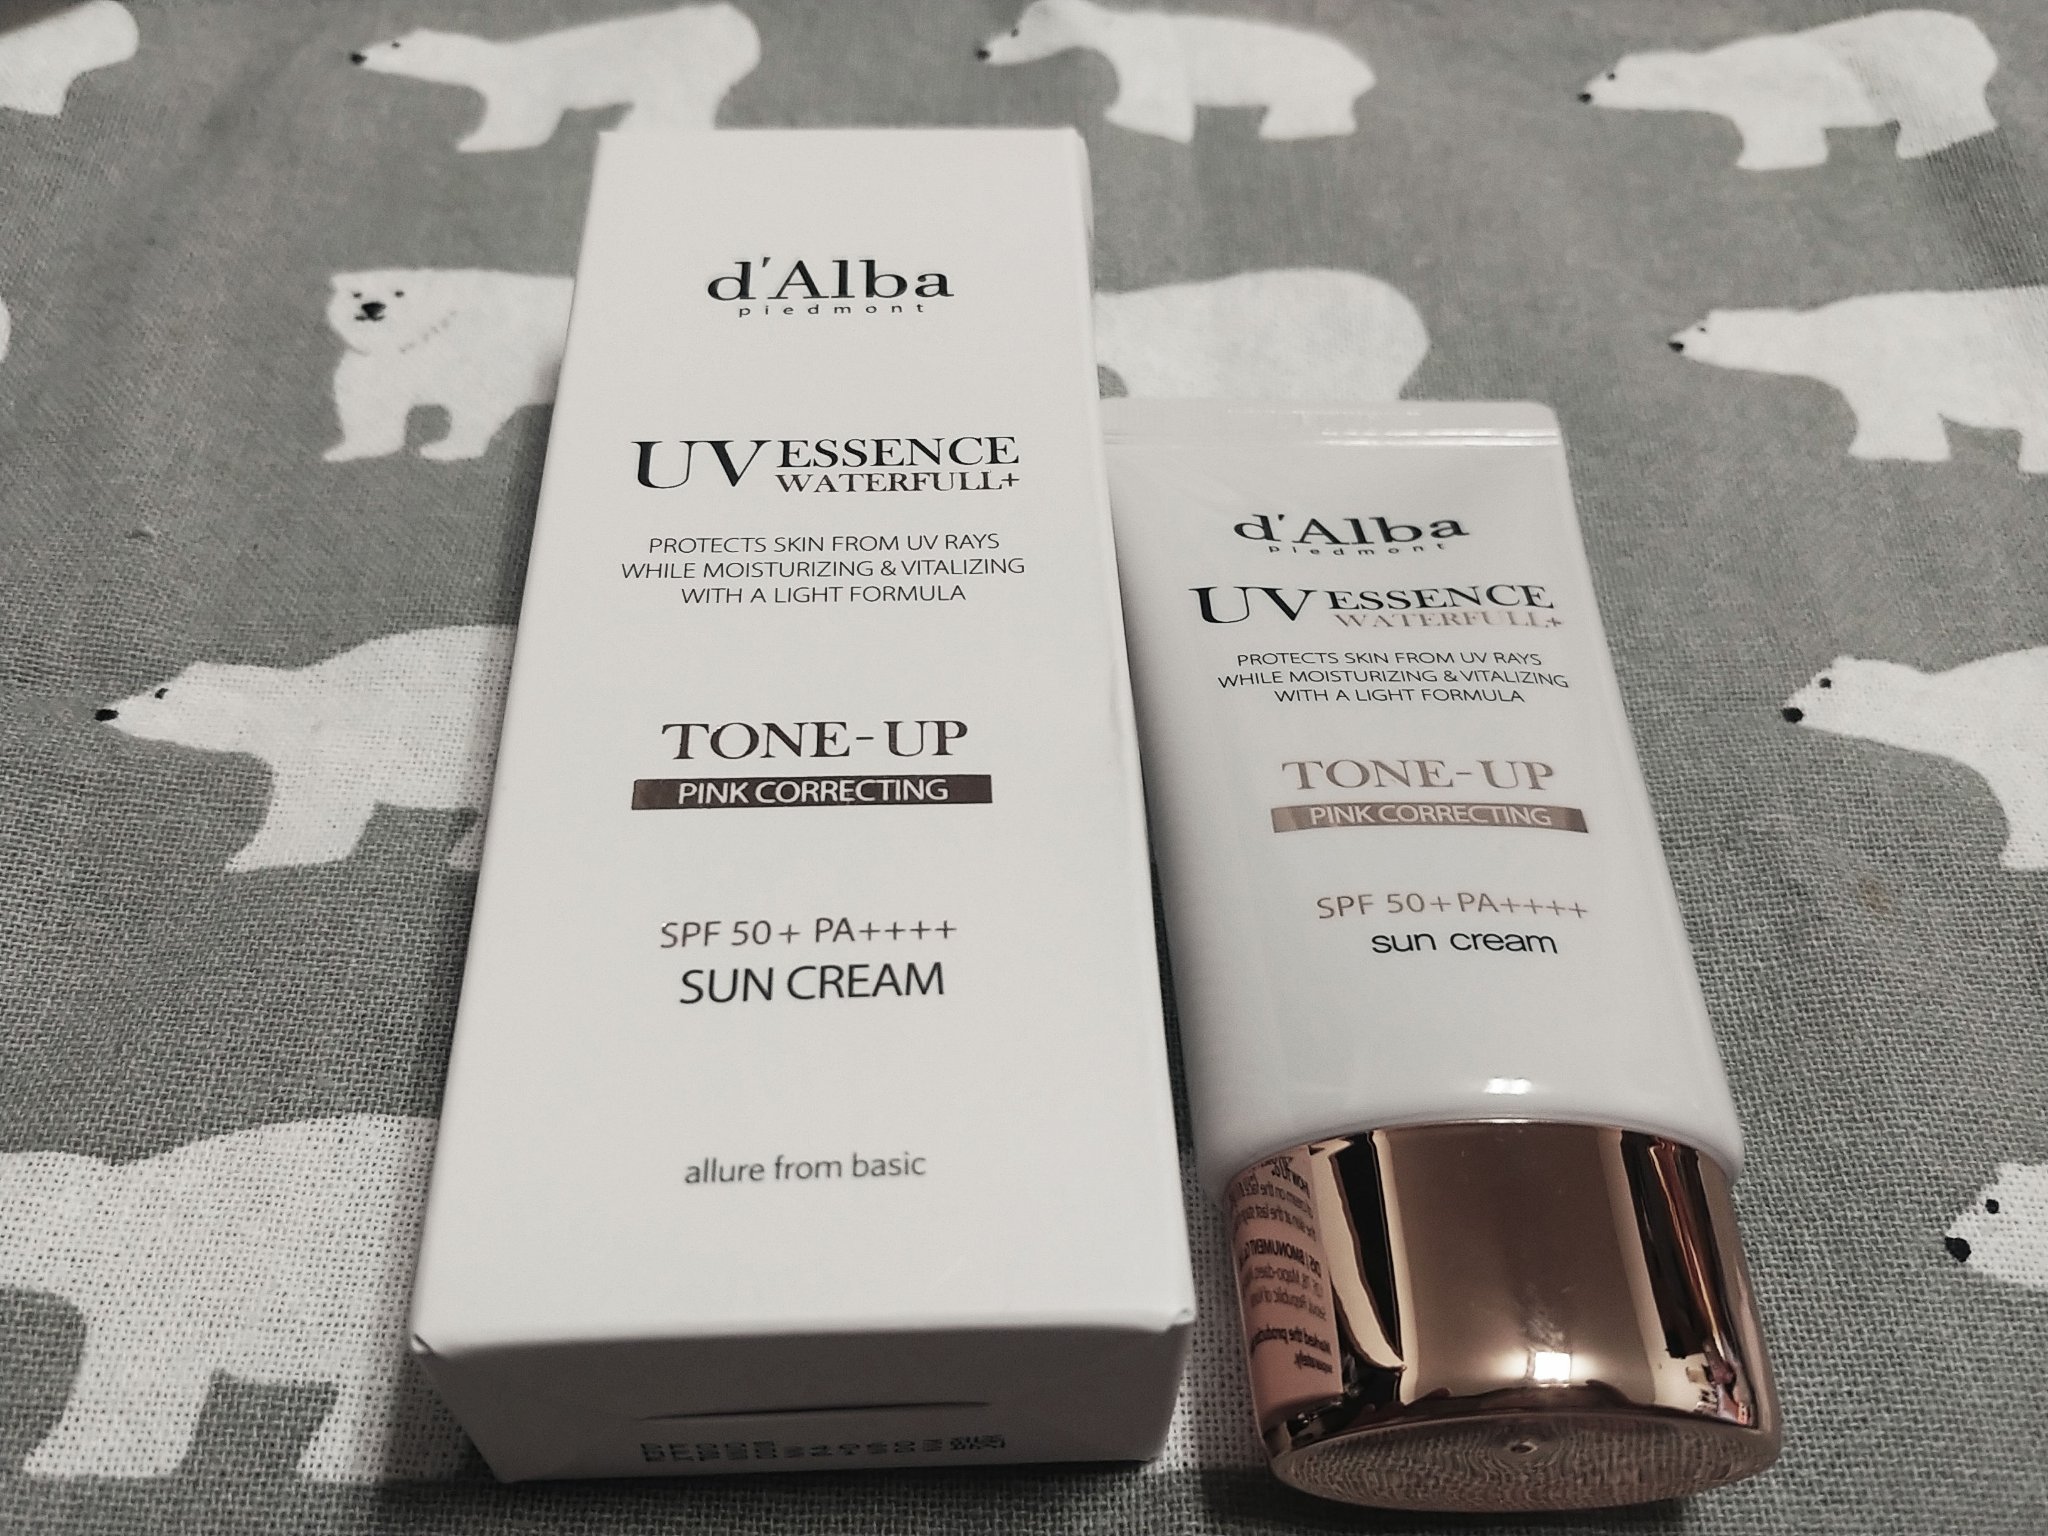 d'Alba
piedmont
UV ESSENCE
WATERFULL+
PROTECTS SKIN FROM UV RAYS
WHILE MOISTURIZING & VITALIZING
WITH A LIGHT FORMULA
TONE-UP
PINK CORRECTING
SPF 50+ PA++++
SUN CREAM
allure from basic
d'Alba
piedmont
UV ESSENCE
WATERFULL+
PROTECTS SKIN FROM UV RAYS
WHILE MOISTURIZING & VITALIZING
WITH A LIGHT FORMULA
TONE-UP
PINK CORRECTING
SPF 50+ PA++++
sun cream